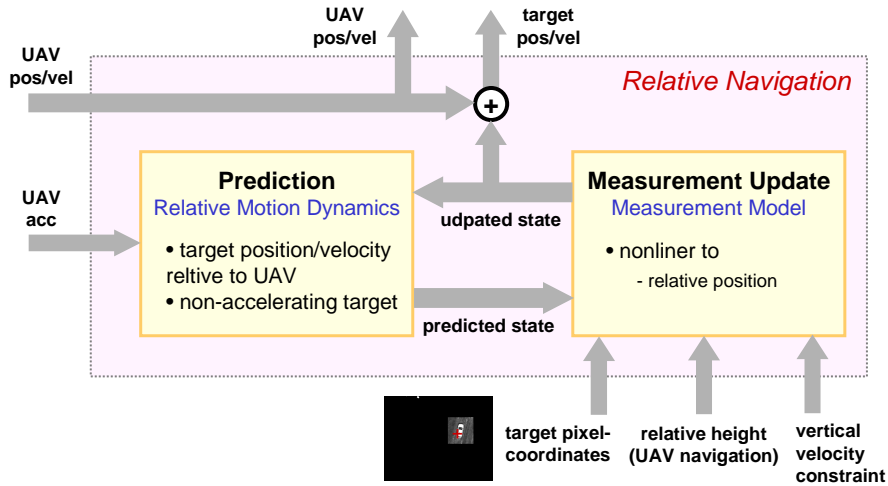 UAV
pos/vel
target
pos/vel
UAV
pos/vel
Relative Navigation
+
Prediction
Relative Motion Dynamics
• target position/velocity
reltive to UAV
• non-accelerating target
UAV
acc
udpated state
predicted state
Measurement Update
Measurement Model
• nonliner to
- relative position
target pixel-
coordinates
relative height
(UAV navigation)
vertical
velocity
constraint